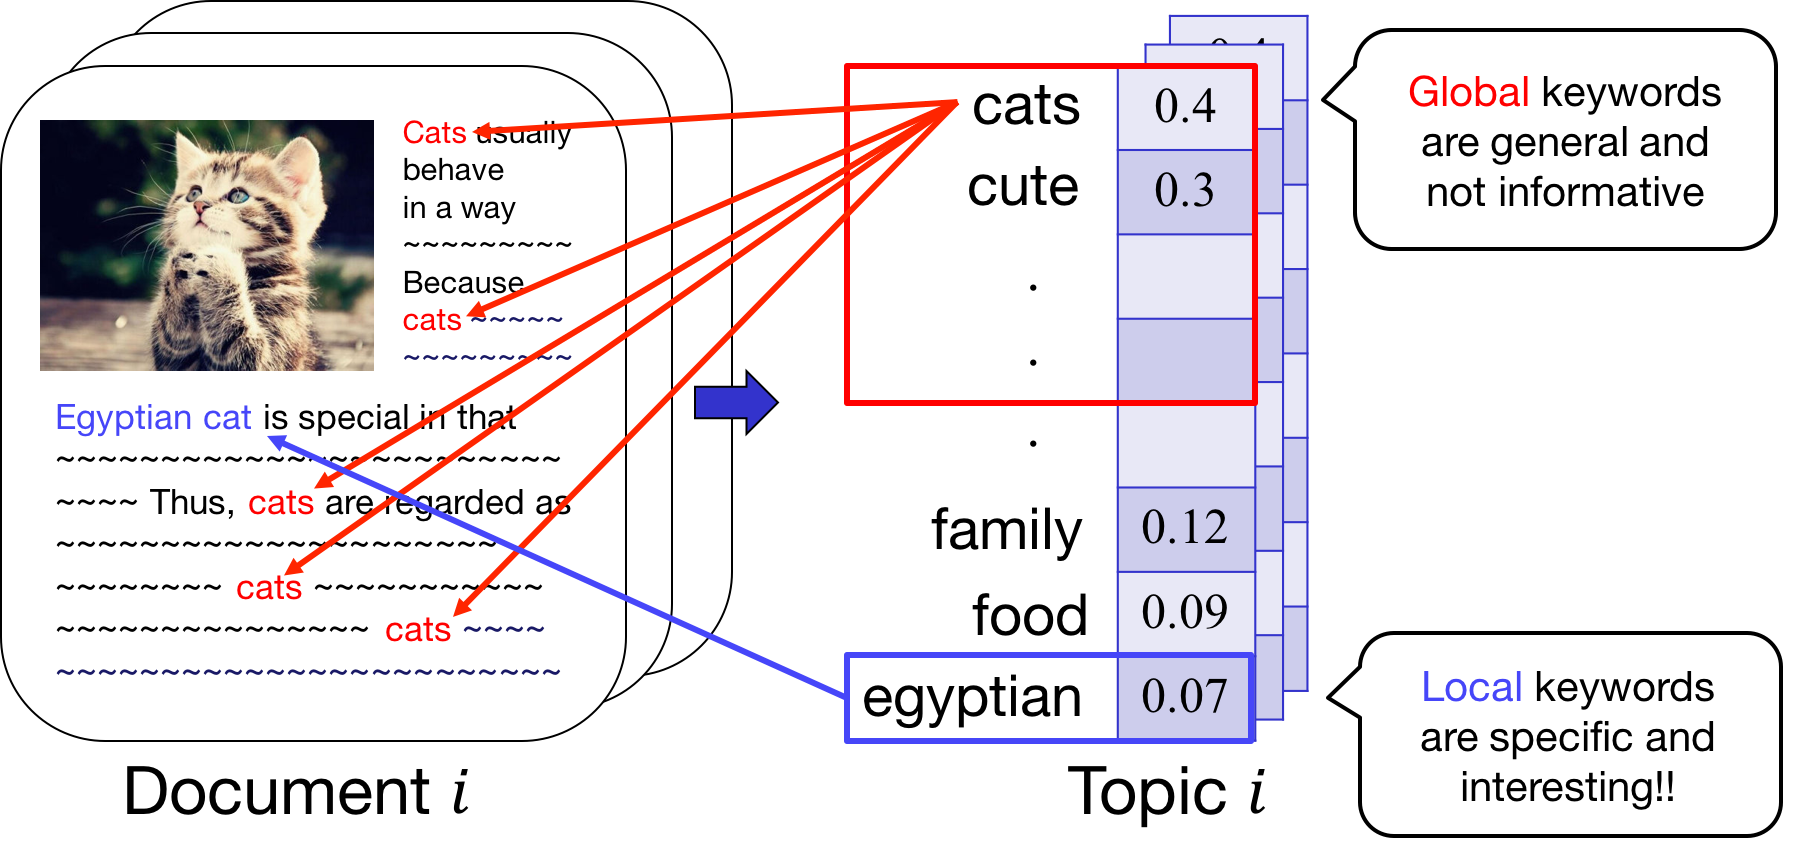 Cats usually
behave
in a way
~~~~~~~~~
Because
cats ~~~~~
~~~~~~~~~
Egyptian cat is special in that
~~~~~~~~~~~~~~~~~~~~~~~~
~~~~ Thus, cats are regarded as
~~~~~~~~~~~~~~~~~~~~~
~~~~~~~~ cats ~~~~~~~~~~~
~~~~~~~~~~~~~~~ cats ~~~~
~~~~~~~~~~~~~~~~~~~~~~~~
Document i
cats 0.4
cute 0.3
.
.
.
family 0.12
food 0.09
egyptian 0.07
Topic i
Global keywords
are general and
not informative
Local keywords
are specific and
interesting!!